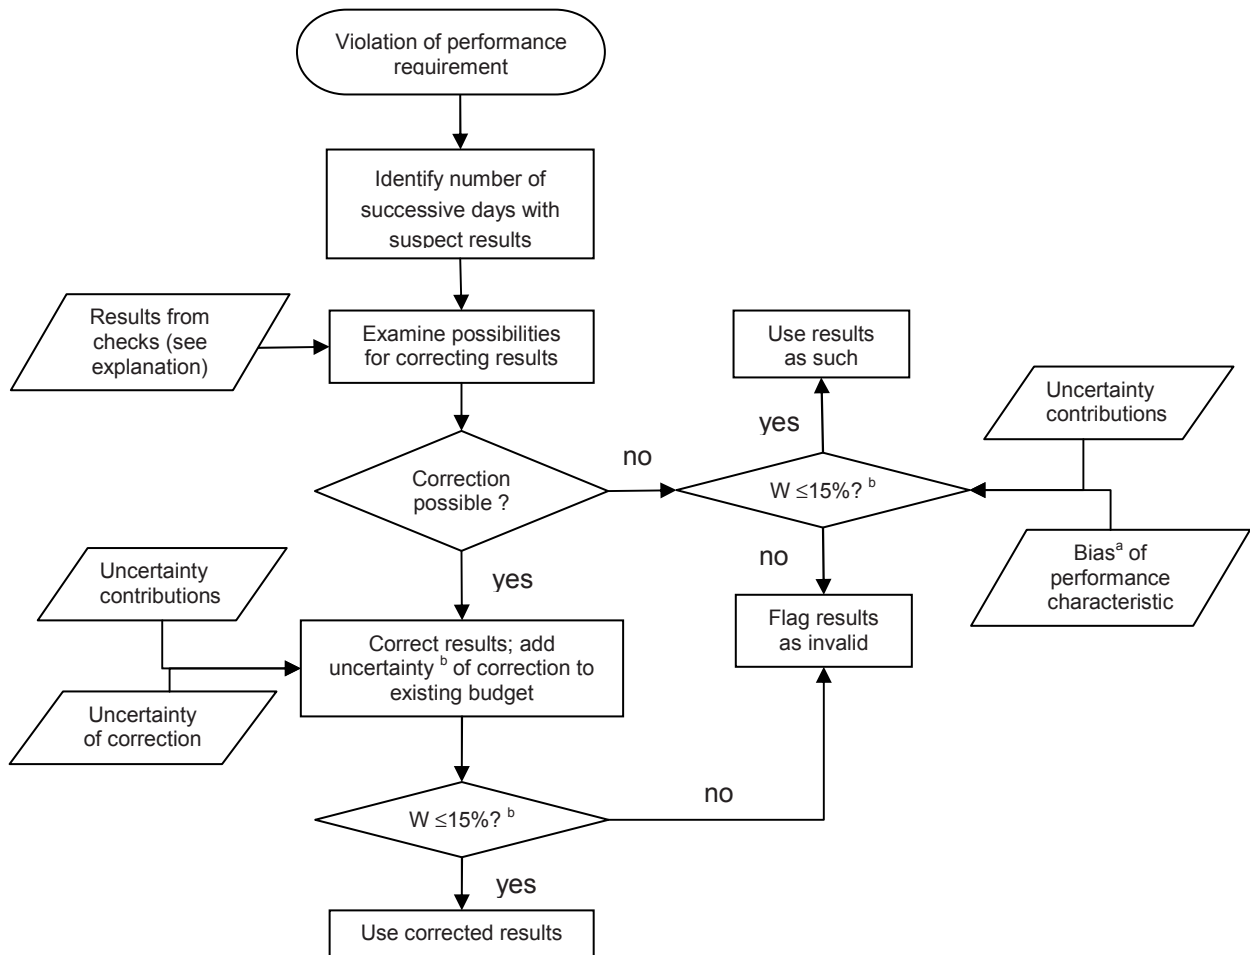 Violation of performance
requirement
Identify number of
successive days with
suspect results
Results from
checks (see
explanation)
Examine possibilities
for correcting results
Use results
as such
Uncertainty
contributions
yes
no
Correction
possible ?
W ≤15%? b
no
Bias a of
performance
characteristic
Uncertainty
contributions
yes
Flag results
as invalid
Correct results; add
uncertainty b of correction to
existing budget
Uncertainty
of correction
no
W ≤15%? b
yes
Use corrected results